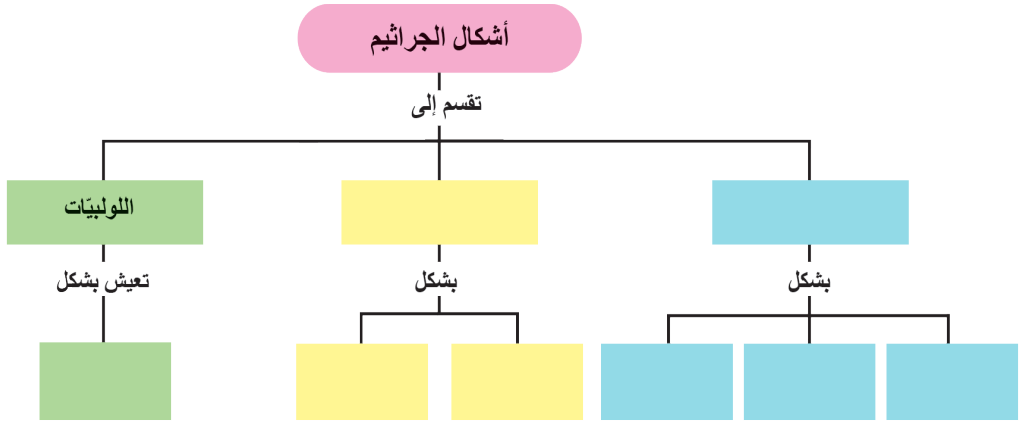 أشكال الجراثيم
تقسم إلى
اللولبيّات
بشكل
بشكل
تعيش بشكل